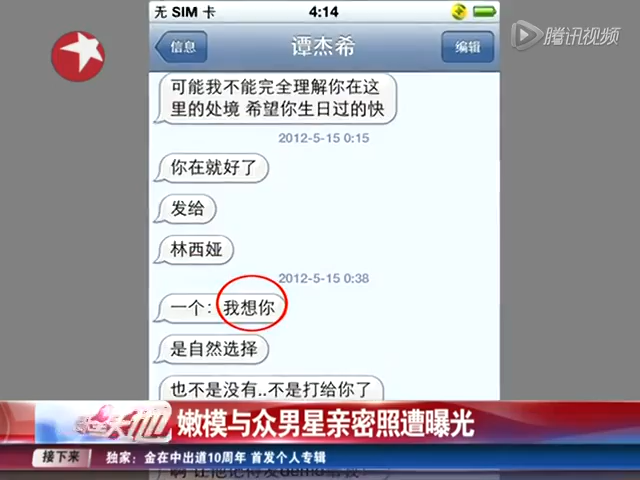 无 SIM 卡
4:14
腾讯视频
信息
谭杰希
编辑
可能我不能完全理解你在这
里的处境 希望你生日过的快
2012-5-15 0:15
你在就好了
发给
林西娅
2012-5-15 0:38
一个：我想你
是自然选择
也不是没有..不是打给你了
嫩模与众男星亲密照遭曝光
接下来
独家：金在中出道10周年 首发个人专辑